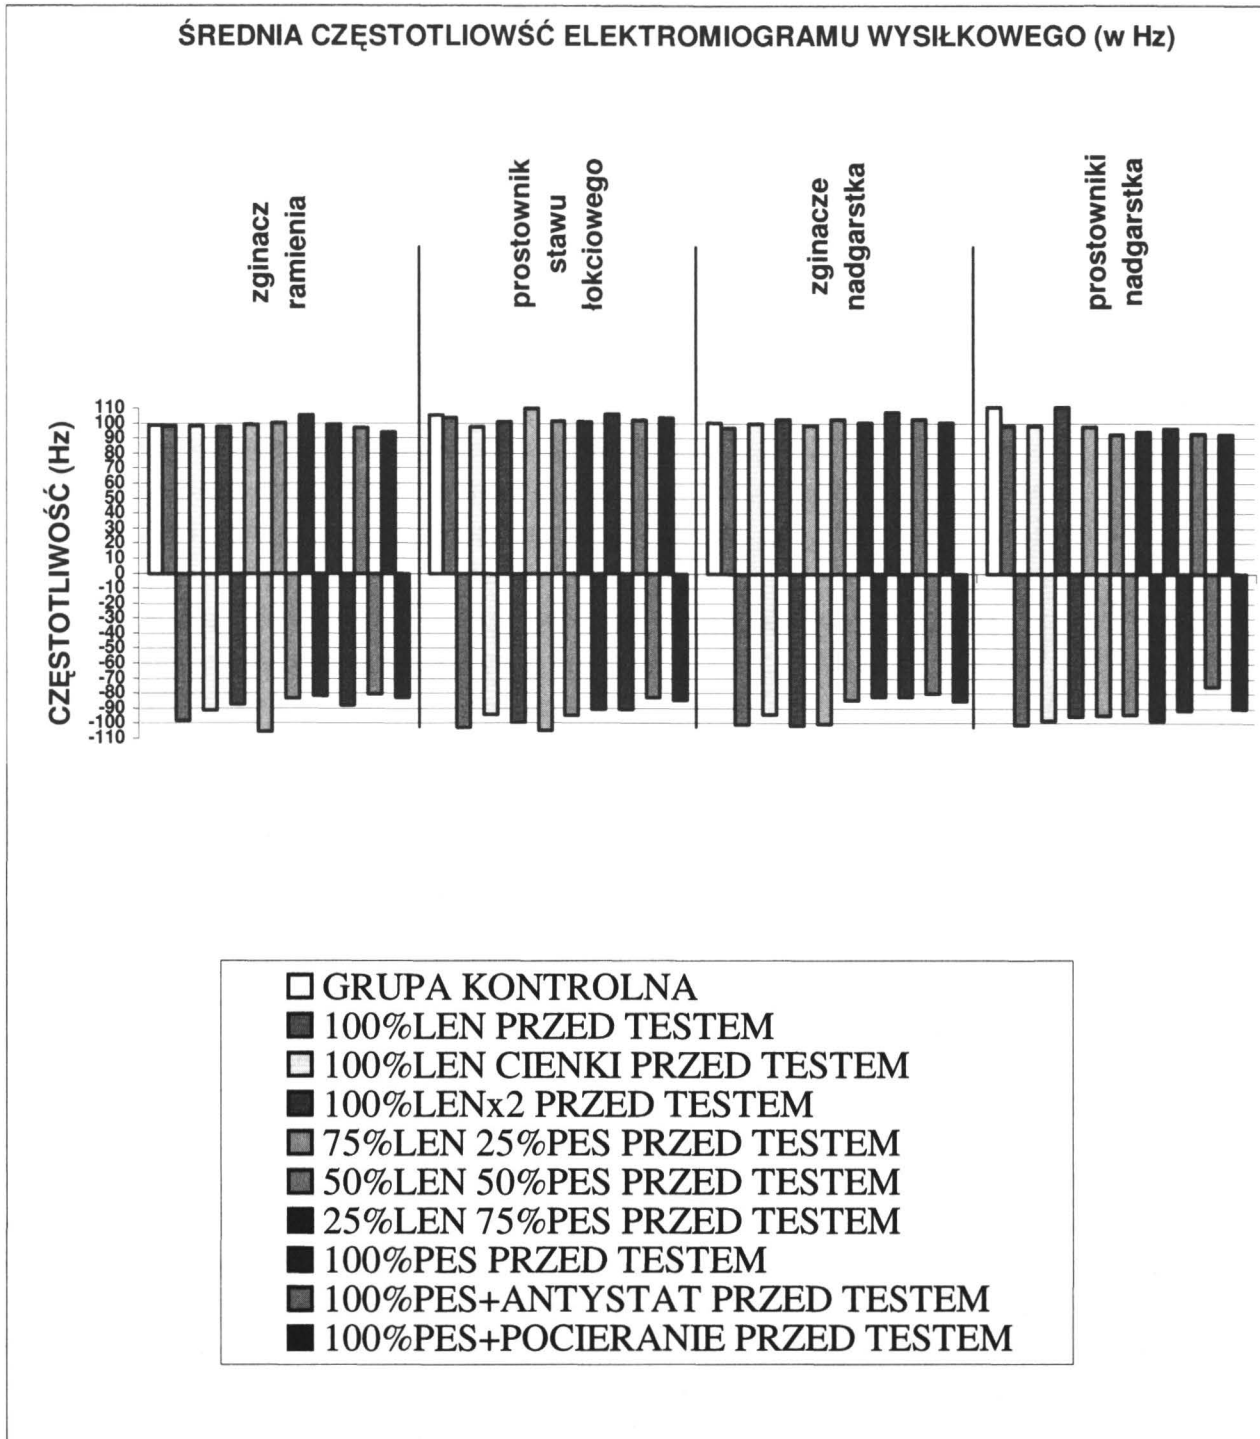 ŚREDNIA CZĘSTOTLIOWŚĆ ELEKTROMIOGRAMU WYSIŁKOWEGO (w Hz)
zginacz
ramienia
prostownik
stawu
łokciowego
zginacze
nadgarstka
prostowniki
nadgarstka
CZĘSTOTLIWOŚĆ (Hz)
110
100
90
80
70
60
50
40
30
20
10
0
-10
-20
-30
-40
-50
-60
-70
-80
-90
-100
-110
GRUPA KONTROLNA
100%LEN PRZED TESTEM
100%LEN CIENKI PRZED TESTEM
100%LENx2 PRZED TESTEM
75%LEN 25%PES PRZED TESTEM
50%LEN 50%PES PRZED TESTEM
25%LEN 75%PES PRZED TESTEM
100%PES PRZED TESTEM
100%PES+ANTYSTAT PRZED TESTEM
100%PES+POCIERANIE PRZED TESTEM